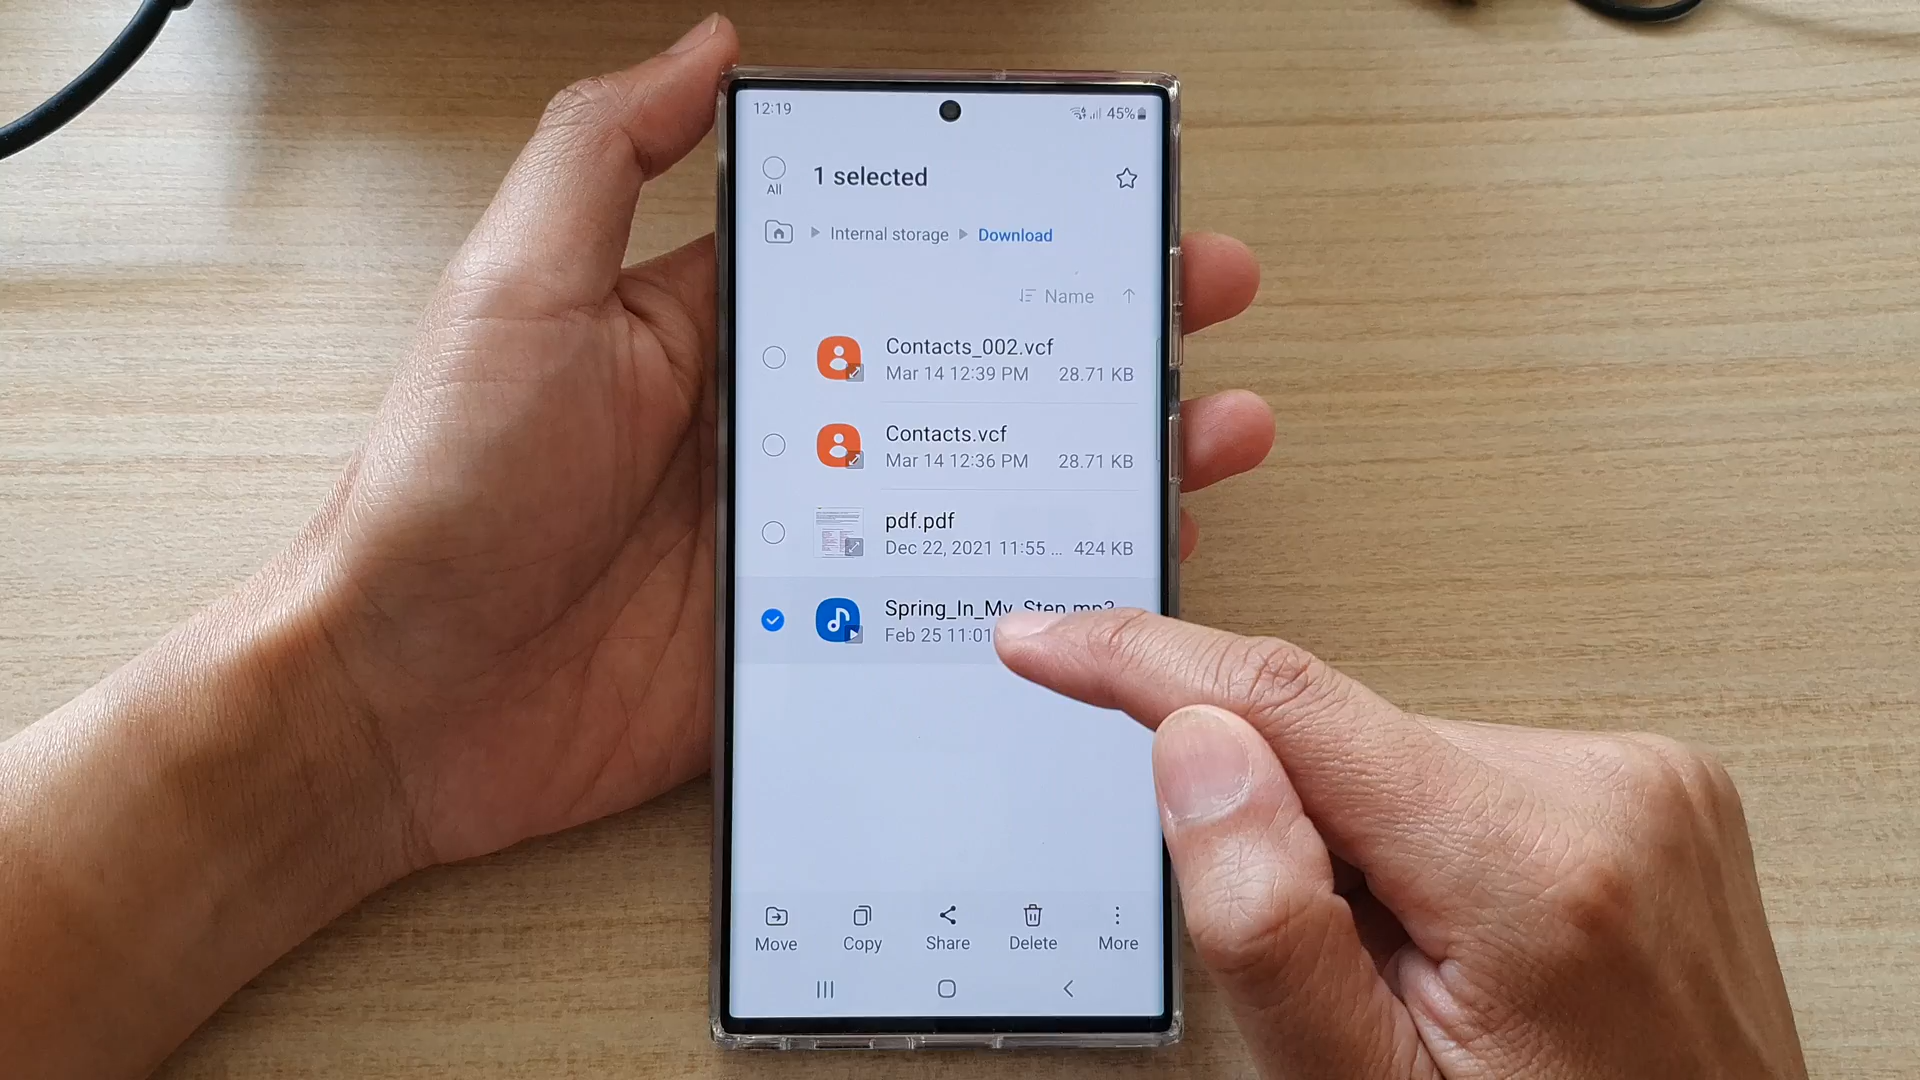 12:19
45%
All
1 selected
Internal storage
Download
Name
Contacts_002.vcf
Mar 14 12:39 PM 28.71 KB
Contacts.vcf
Mar 14 12:36 PM 28.71 KB
pdf.pdf
Dec 22, 2021 11:55 ... 424 KB
Spring_In_My_Step.mp3
Feb 25 11:01
Move
Copy
Share
Delete
More